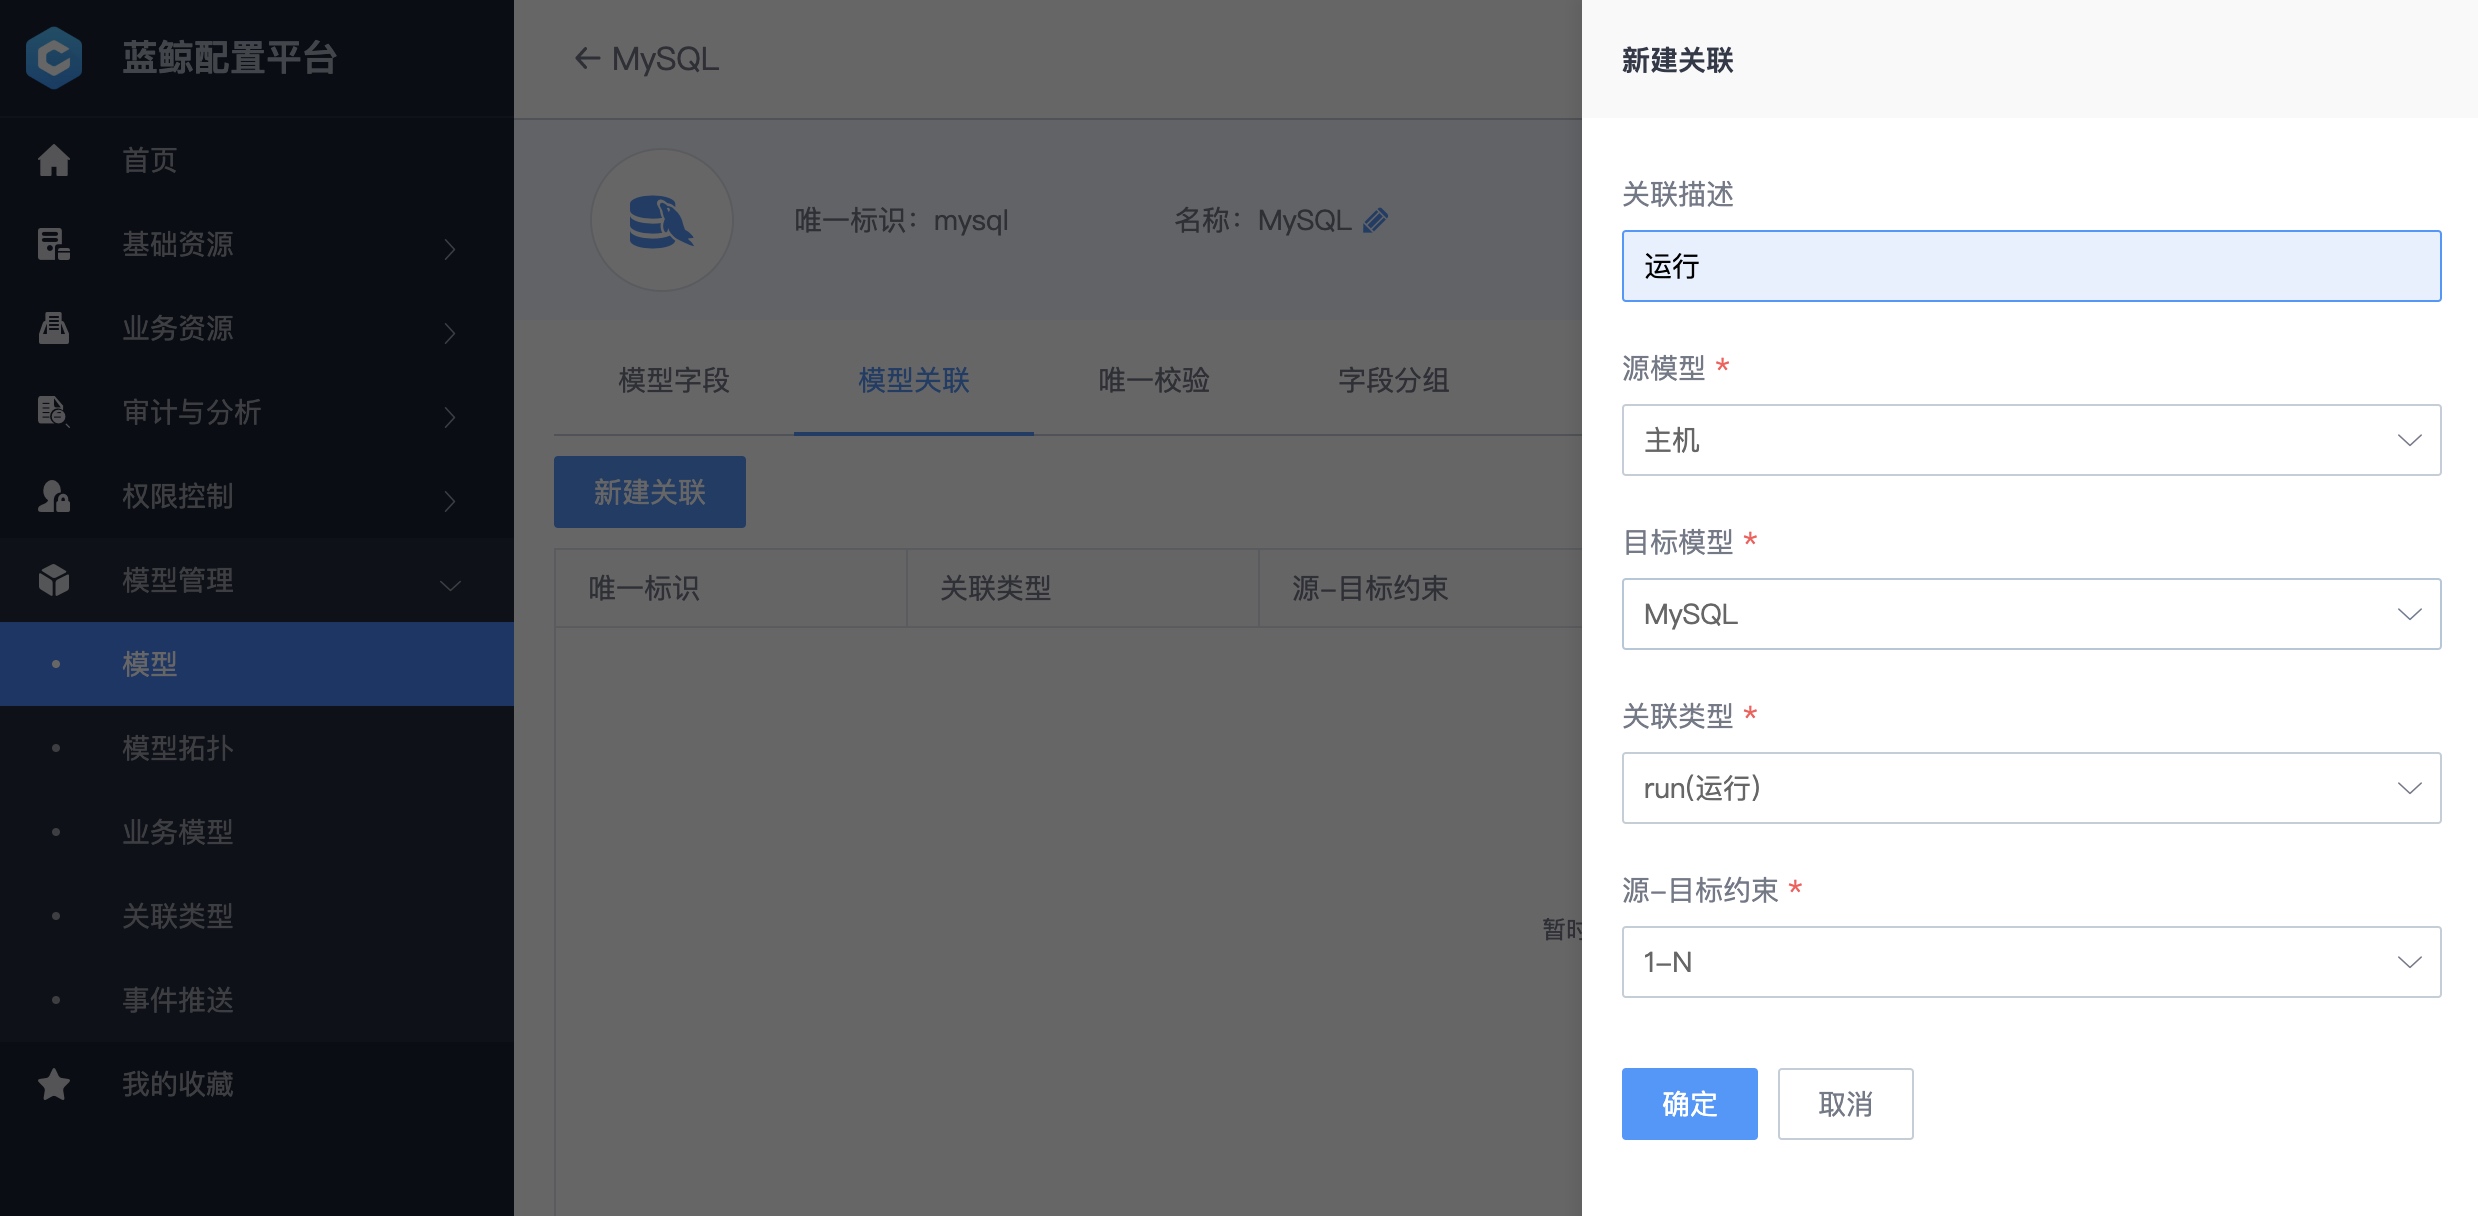 蓝鲸配置平台
首页
基础资源
业务资源
审计与分析
权限控制
模型管理
模型
模型拓扑
业务模型
关联类型
事件推送
我的收藏
MySQL
唯一标识：mysql
名称：MySQL
模型字段
模型关联
唯一校验
字段分组
新建关联
唯一标识
关联类型
源-目标约束
暂时
新建关联
关联描述
运行
源模型 *
主机
目标模型 *
MySQL
关联类型 *
run(运行)
源-目标约束 *
1-N
确定
取消